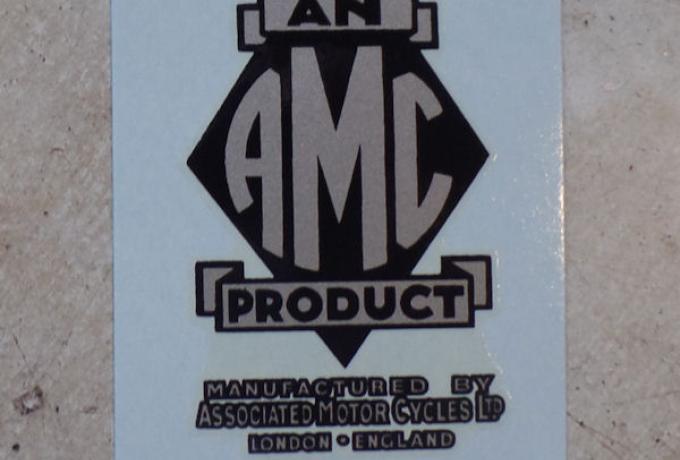 AN
AMC
PRODUCT
MANUFACTURED BY
ASSOCIATED MOTOR CYCLES LTD
LONDON • ENGLAND